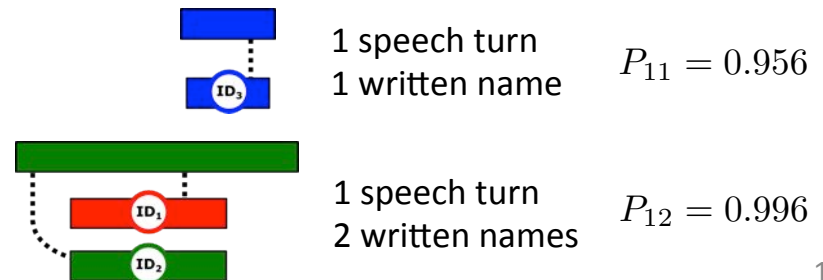 1 speech turn
1 written name
P₁₁ = 0.956
ID₃
1 speech turn
2 written names
P₁₂ = 0.996
ID₁
ID₂
1